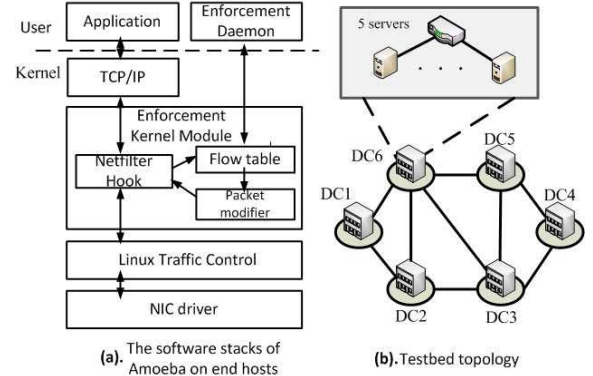 User
Application
Enforcement
Daemon
Kernel
TCP/IP
Enforcement
Kernel Module
Netfilter
Hook
Flow table
Packet
modifier
Linux Traffic Control
NIC driver
(a). The software stacks of
Amoeba on end hosts
5 servers
. . .
DC6
DC5
DC1
DC4
DC2
DC3
(b). Testbed topology